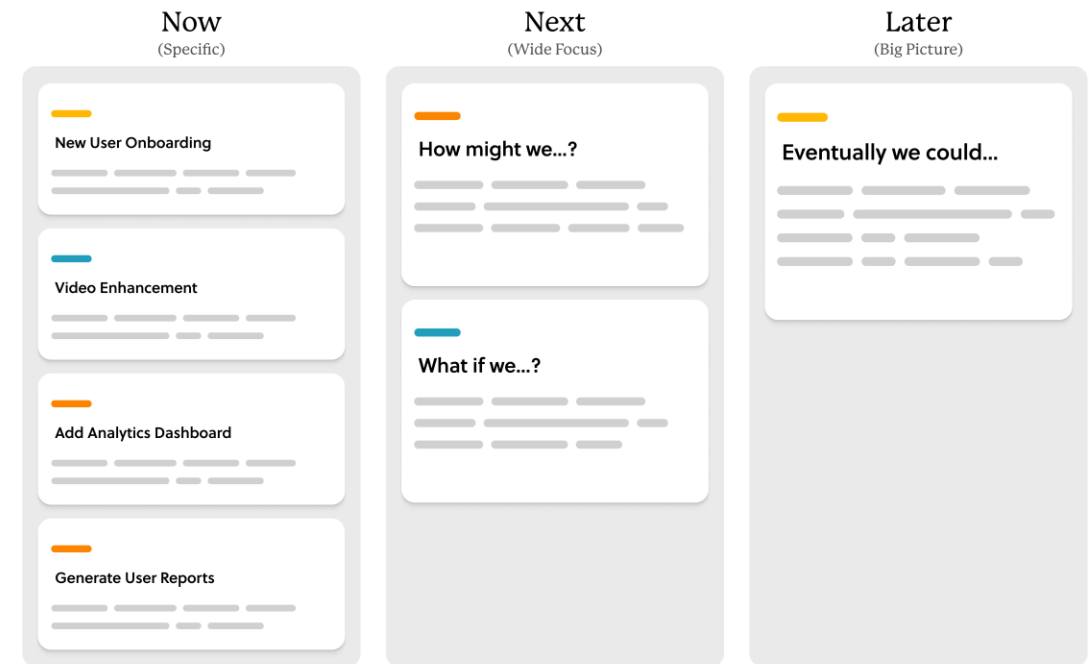 Now
(Specific)
New User Onboarding
Video Enhancement
Add Analytics Dashboard
Generate User Reports
Next
(Wide Focus)
How might we...?
What if we...?
Later
(Big Picture)
Eventually we could...